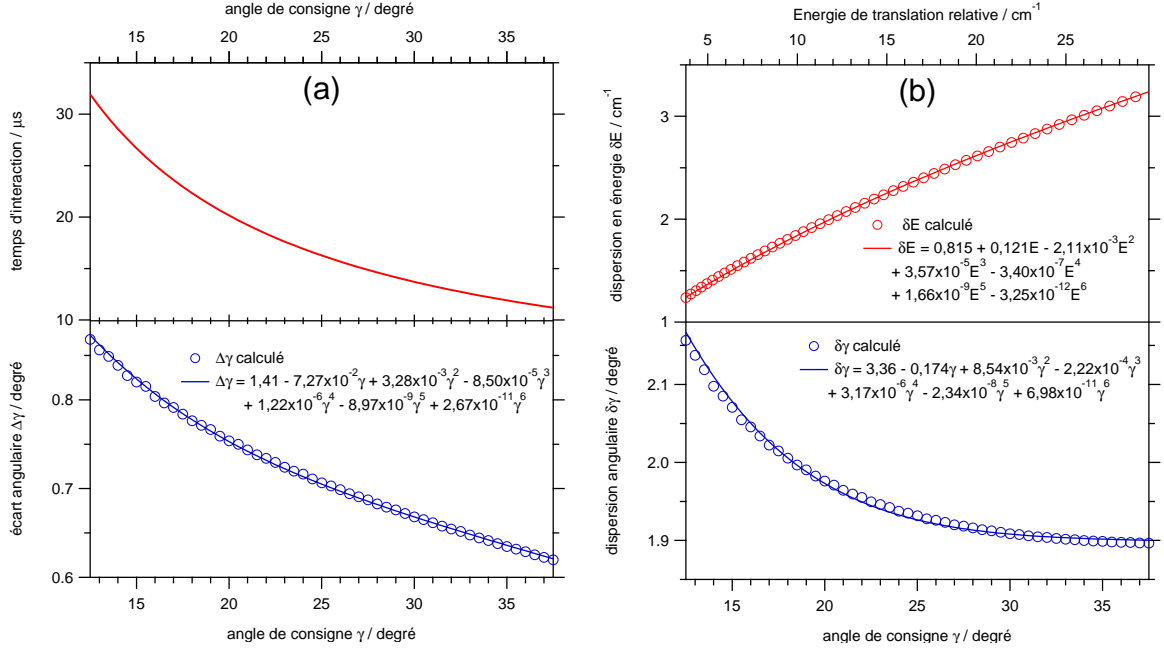 angle de consigne γ / degré
15 20 25 30 35
(a)
temps d'interaction / µs
30
20
10
écart angulaire Δγ / degré
0.8
0.7
0.6
Δγ calculé
Δγ = 1,41 - 7,27x10⁻²γ + 3,28x10⁻³γ² - 8,50x10⁻⁵γ³
+ 1,22x10⁻⁶γ⁴ - 8,97x10⁻⁹γ⁵ + 2,67x10⁻¹¹γ⁶
15 20 25 30 35
angle de consigne γ / degré
Energie de translation relative / cm⁻¹
5 10 15 20 25
(b)
dispersion en énergie δE / cm⁻¹
3
2
1
δE calculé
δE = 0,815 + 0,121E - 2,11x10⁻³E²
+ 3,57x10⁻⁵E³ - 3,40x10⁻⁷E⁴
+ 1,66x10⁻⁹E⁵ - 3,25x10⁻¹²E⁶
dispersion angulaire δγ / degré
2.1
2.0
1.9
δγ calculé
δγ = 3,36 - 0,174γ + 8,54x10⁻³γ² - 2,22x10⁻⁴γ³
+ 3,17x10⁻⁶γ⁴ - 2,34x10⁻⁸γ⁵ + 6,98x10⁻¹¹γ⁶
15 20 25 30 35
angle de consigne γ / degré